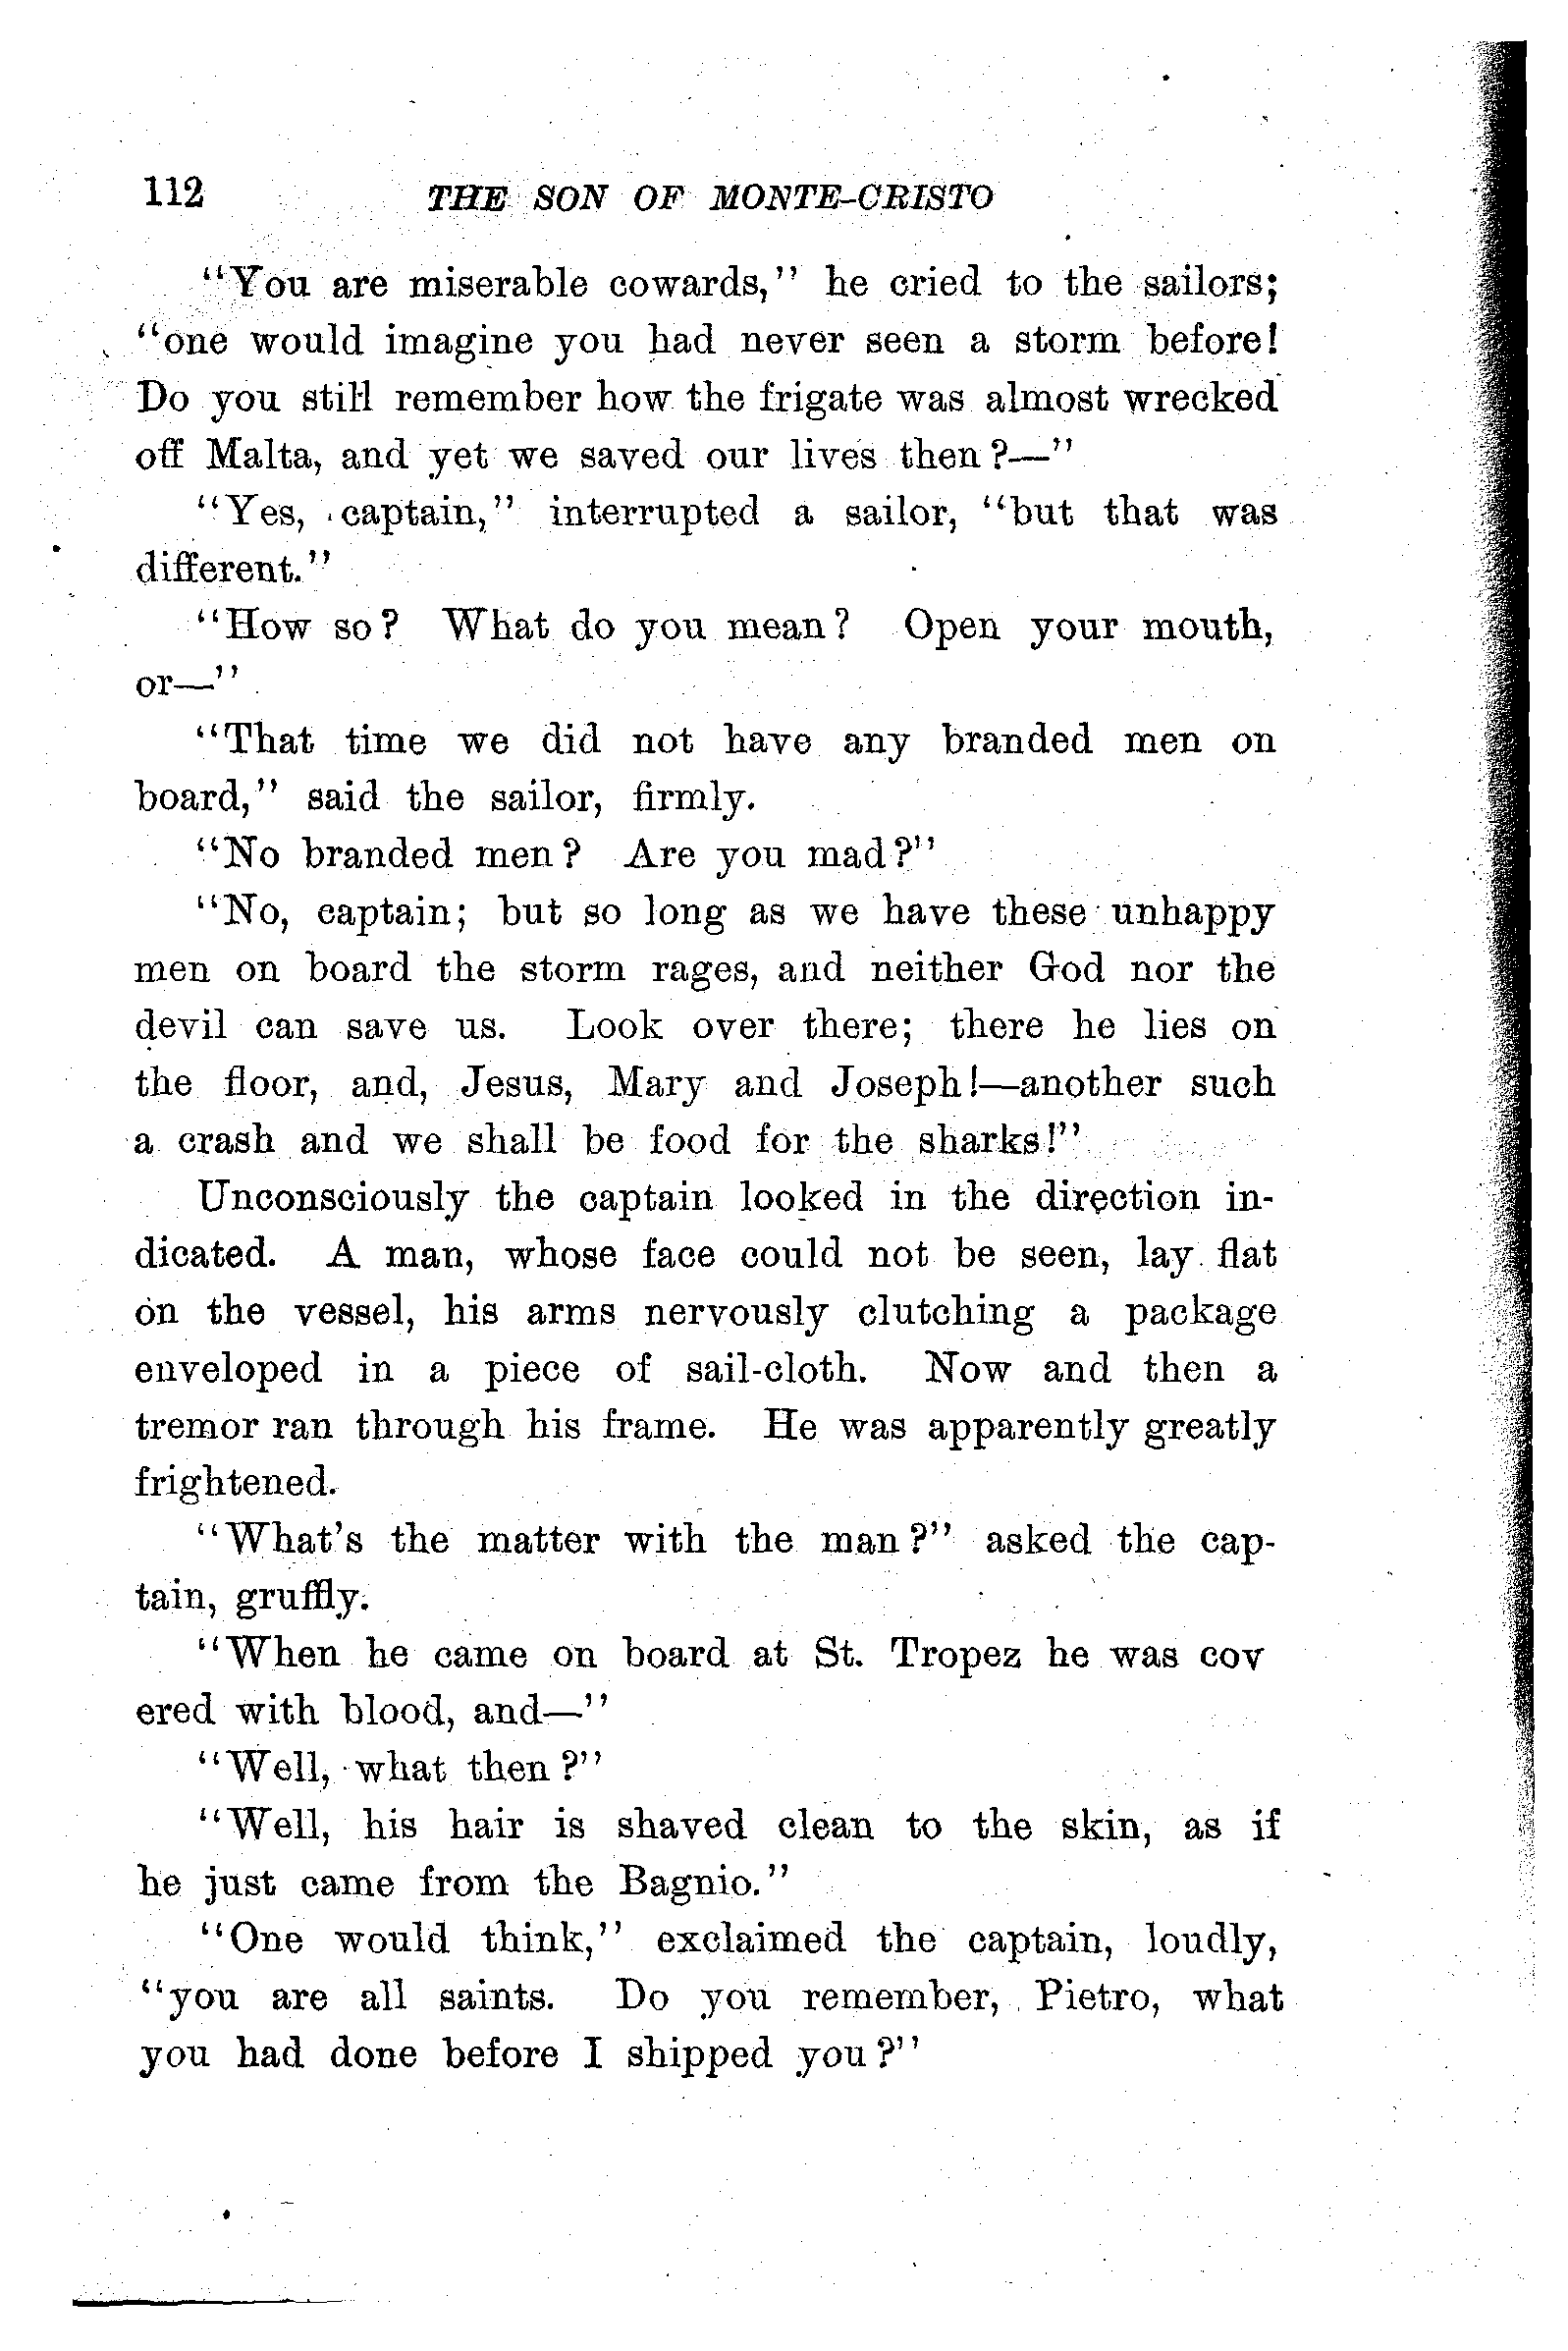 112 THE SON OF MONTE-CRISTO
"You are miserable cowards," he cried to the sailors;
"one would imagine you had never seen a storm before!
Do you still remember how the frigate was almost wrecked
off Malta, and yet we saved our lives then?—"
"Yes, captain," interrupted a sailor, "but that was
different."
"How so? What do you mean? Open your mouth,
or—"
"That time we did not have any branded men on
board," said the sailor, firmly.
"No branded men? Are you mad?"
"No, captain; but so long as we have these unhappy
men on board the storm rages, and neither God nor the
devil can save us. Look over there; there he lies on
the floor, and, Jesus, Mary and Joseph!—another such
a crash and we shall be food for the sharks!"
Unconsciously the captain looked in the direction in-
dicated. A man, whose face could not be seen, lay flat
on the vessel, his arms nervously clutching a package
enveloped in a piece of sail-cloth. Now and then a
tremor ran through his frame. He was apparently greatly
frightened.
"What's the matter with the man?" asked the cap-
tain, gruffly.
"When he came on board at St. Tropez he was cov
ered with blood, and—"
"Well, what then?"
"Well, his hair is shaved clean to the skin, as if
he just came from the Bagnio."
"One would think," exclaimed the captain, loudly,
"you are all saints. Do you remember, Pietro, what
you had done before I shipped you?"